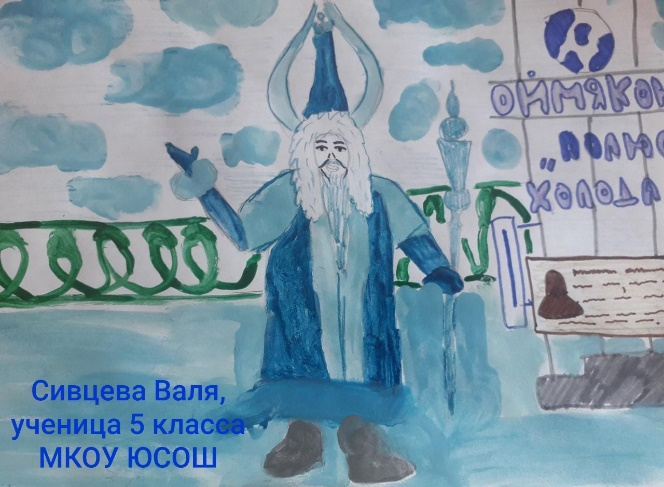 ОЙМЯКОН
"ПОЛЮС
ХОЛОДА
Сивцева Валя,
ученица 5 класса
МКОУ ЮСОШ